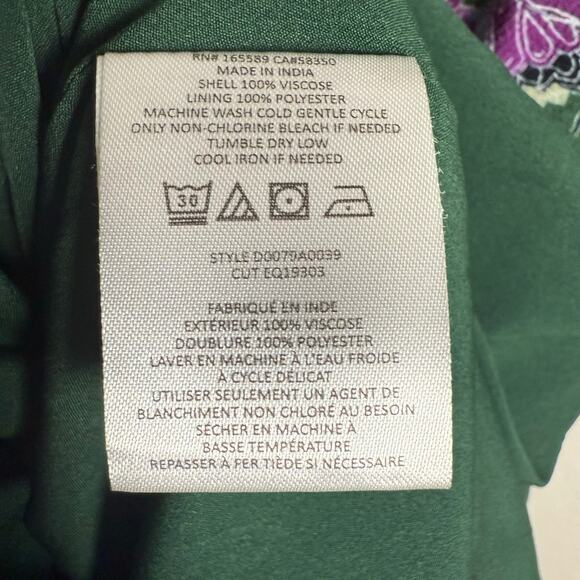 RN# 165589 CA#58350
MADE IN INDIA
SHELL 100% VISCOSE
LINING 100% POLYESTER
MACHINE WASH COLD GENTLE CYCLE
ONLY NON-CHLORINE BLEACH IF NEEDED
TUMBLE DRY LOW
COOL IRON IF NEEDED
30
STYLE D0079A0039
CUT EQ19303
FABRIQUÉ EN INDE
EXTÉRIEUR 100% VISCOSE
DOUBLURE 100% POLYESTER
LAVER EN MACHINE À L'EAU FROIDE
À CYCLE DÉLICAT
UTILISER SEULEMENT UN AGENT DE
BLANCHIMENT NON CHLORÉ AU BESOIN
SÉCHER EN MACHINE À
BASSE TEMPÉRATURE
REPASSER À FER TIÈDE SI NÉCESSAIRE